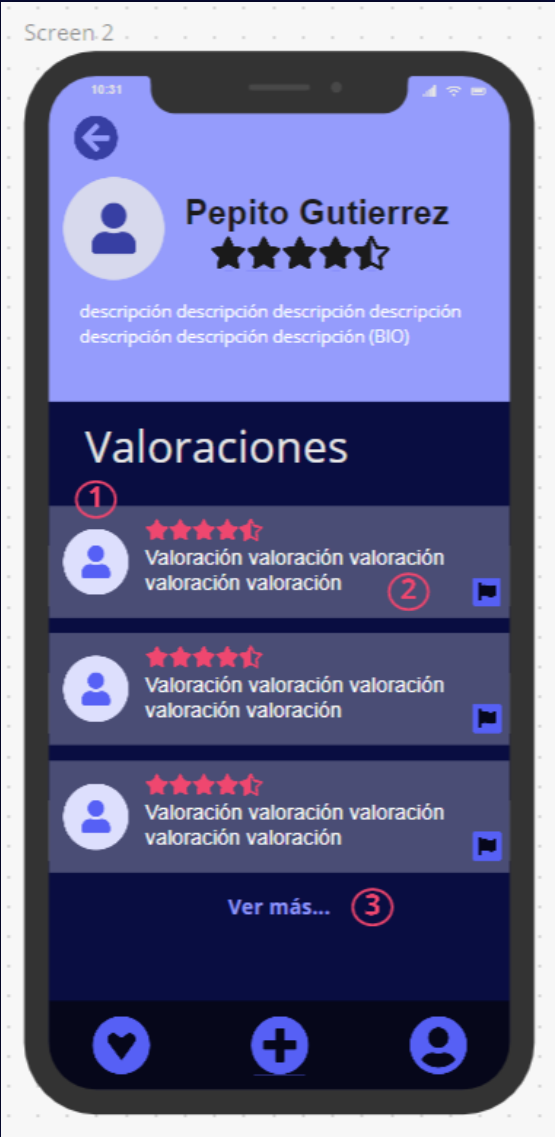 Screen 2
10:31
Pepito Gutierrez
descripción descripción descripción descripción
descripción descripción descripción (BIO)
Valoraciones
1
Valoración valoración valoración
valoración valoración
2
Valoración valoración valoración
valoración valoración
Valoración valoración valoración
valoración valoración
Ver más...
3